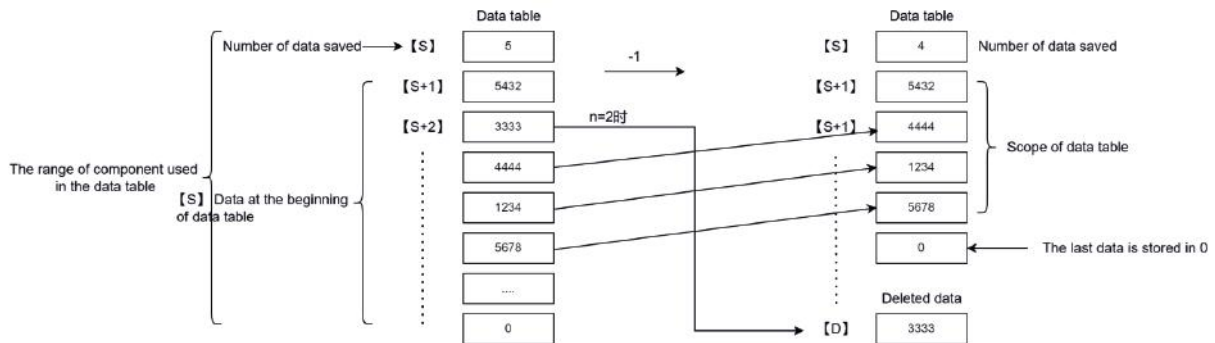 Data table
Number of data saved
【S】
5
【S+1】
5432
【S+2】
3333
4444
1234
5678
....
0
The range of component used
in the data table
【S】 Data at the beginning
of data table
-1
n=2时
Data table
【S】
4
Number of data saved
【S+1】
5432
【S+1】
4444
1234
5678
0
Scope of data table
The last data is stored in 0
Deleted data
【D】
3333